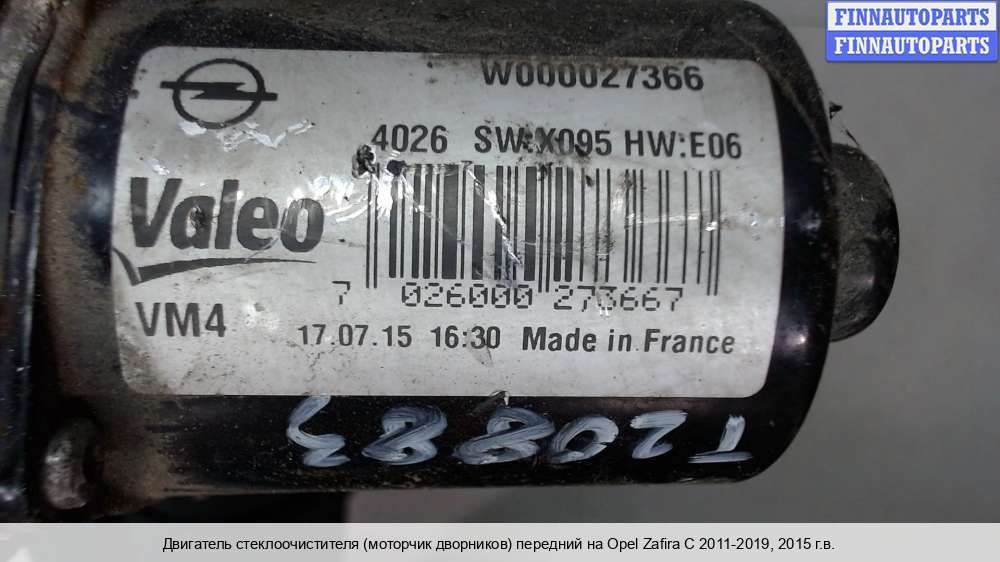 FINNAUTOPARTS
FINNAUTOPARTS
W000027366
4026 SW:X095 HW:E06
Valeo
VM4
7 026000 273667
17.07.15 16:30 Made in France
T20883
Двигатель стеклоочистителя (моторчик дворников) передний на Opel Zafira C 2011-2019, 2015 г.в.